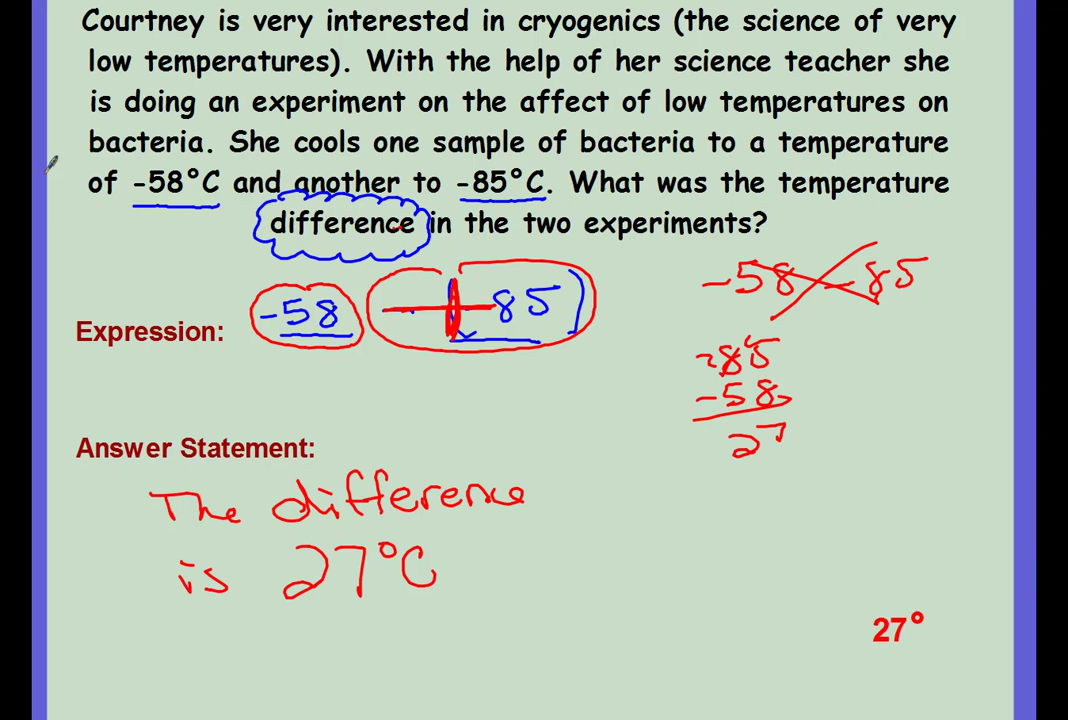 Courtney is very interested in cryogenics (the science of very
low temperatures). With the help of her science teacher she
is doing an experiment on the affect of low temperatures on
bacteria. She cools one sample of bacteria to a temperature
of -58°C and another to -85°C. What was the temperature
difference in the two experiments?
-58 - 85
Expression: -58 + 85
85
-58
27
Answer Statement:
The difference
is 27°C
27°